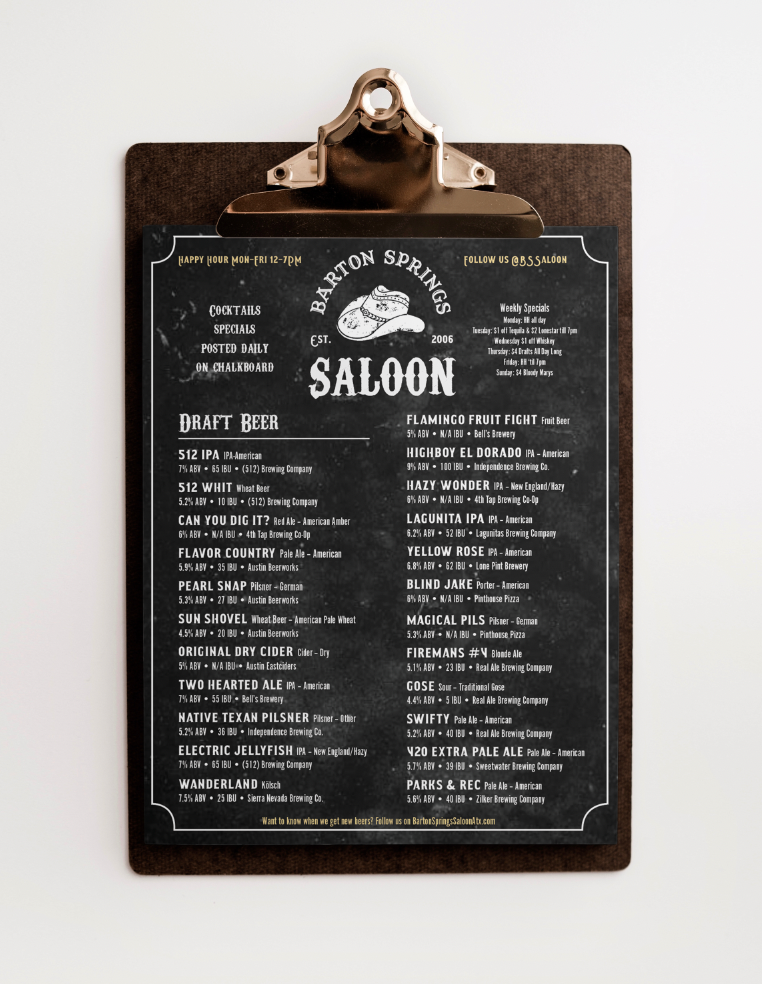 Happy Hour Mon-Fri 12-7PM
Follow us @BSSaloon
BARTON SPRINGS
EST. 2006
SALOON
Cocktails
Specials
Posted Daily
on Chalkboard
Weekly Specials
Monday: HH all day
Tuesday: $1 off Tequila & $2 Lonestar till 7pm
Wednesday $1 off Whiskey
Thursday: $4 Drafts All Day Long
Friday: HH 'til 7pm
Sunday: $4 Bloody Marys
Draft Beer
512 IPA IPA-American
7% ABV • 65 IBU • (512) Brewing Company
512 WHIT Wheat Beer
5.2% ABV • 10 IBU • (512) Brewing Company
CAN YOU DIG IT? Red Ale – American Amber
6% ABV • N/A IBU • 4th Tap Brewing Co-Op
FLAVOR COUNTRY Pale Ale – American
5.9% ABV • 35 IBU • Austin Beerworks
PEARL SNAP Pilsner – German
5.3% ABV • 27 IBU • Austin Beerworks
SUN SHOVEL Wheat Beer – American Pale Wheat
4.5% ABV • 20 IBU • Austin Beerworks
ORIGINAL DRY CIDER Cider – Dry
5% ABV • N/A IBU • Austin Eastciders
TWO HEARTED ALE IPA – American
7% ABV • 55 IBU • Bell's Brewery
NATIVE TEXAN PILSNER Pilsner – Other
5.2% ABV • 36 IBU • Independence Brewing Co.
ELECTRIC JELLYFISH IPA – New England/Hazy
7% ABV • 65 IBU • (512) Brewing Company
WANDERLAND Kölsch
7.5% ABV • 25 IBU • Sierra Nevada Brewing Co.
FLAMINGO FRUIT FIGHT Fruit Beer
5% ABV • N/A IBU • Bell's Brewery
HIGHBOY EL DORADO IPA – American
9% ABV • 100 IBU • Independence Brewing Co.
HAZY WONDER IPA – New England/Hazy
6% ABV • N/A IBU • 4th Tap Brewing Co-Op
LAGUNITA IPA IPA – American
6.2% ABV • 52 IBU • Lagunitas Brewing Company
YELLOW ROSE IPA – American
6.8% ABV • 62 IBU • Lone Pint Brewery
BLIND JAKE Porter – American
6% ABV • N/A IBU • Pinthouse Pizza
MAGICAL PILS Pilsner – German
5.3% ABV • N/A IBU • Pinthouse Pizza
FIREMANS #4 Blonde Ale
5.1% ABV • 23 IBU • Real Ale Brewing Company
GOSE Sour – Traditional Gose
4.4% ABV • 5 IBU • Real Ale Brewing Company
SWIFTY Pale Ale – American
5.2% ABV • 40 IBU • Real Ale Brewing Company
420 EXTRA PALE ALE Pale Ale – American
5.7% ABV • 39 IBU • Sweetwater Brewing Company
PARKS & REC Pale Ale – American
5.6% ABV • 40 IBU • Zilker Brewing Company
Want to know when we get new beers? Follow us on BartonSpringsSaloonAtx.com